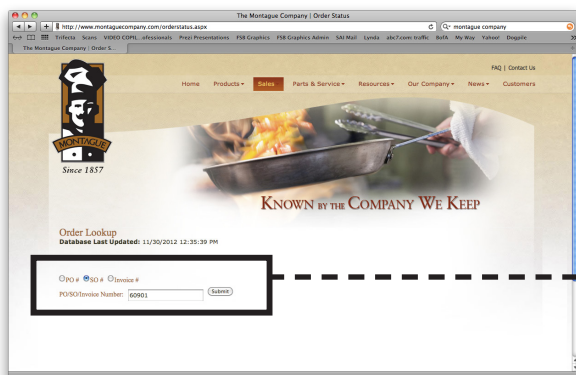 The Montague Company | Order Status
http://www.montaguecompany.com/orderstatus.aspx
montague company
Trifecta Scans VIDEO COPIL...ofessionals Prezi Presentations FSB Graphics FSB Graphics Admin SAI Mail Lynda abc7.com: traffic BofA My Way Yahoo! Dogpile
The Montague Company | Order S...
FAQ | Contact Us
Home Products Sales Parts & Service Resources Our Company News Customers
MONTAGUE
Since 1857
KNOWN BY THE COMPANY WE KEEP
Order Lookup
Database Last Updated: 11/30/2012 12:35:39 PM
PO # SO # Invoice #
PO/SO/Invoice Number: 60901 Submit